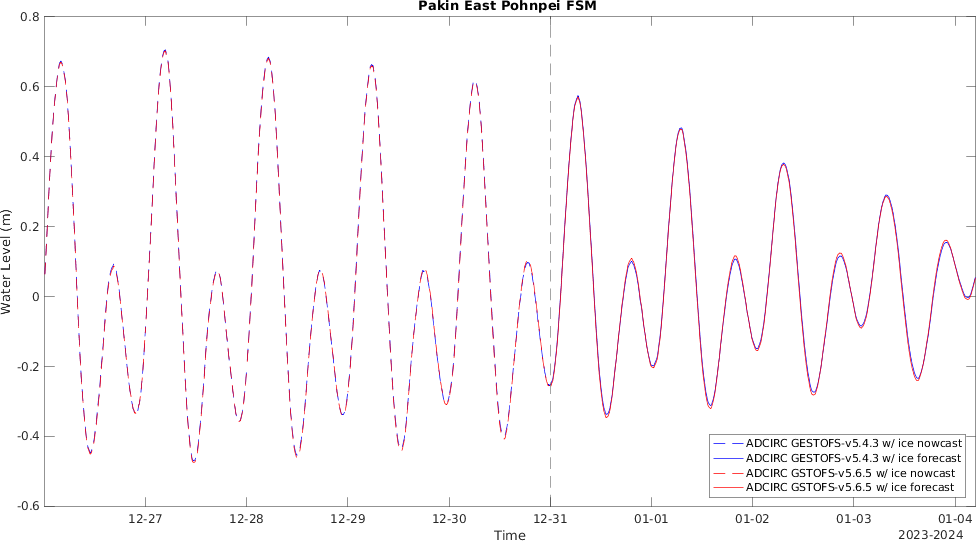 Pakin East Pohnpei FSM
0.8
0.6
0.4
0.2
0
-0.2
-0.4
-0.6
Water Level (m)
ADCIRC GESTOFS-v5.4.3 w/ ice nowcast
ADCIRC GESTOFS-v5.4.3 w/ ice forecast
ADCIRC GSTOFS-v5.6.5 w/ ice nowcast
ADCIRC GSTOFS-v5.6.5 w/ ice forecast
12-27 12-28 12-29 12-30 12-31 01-01 01-02 01-03 01-04
Time
2023-2024